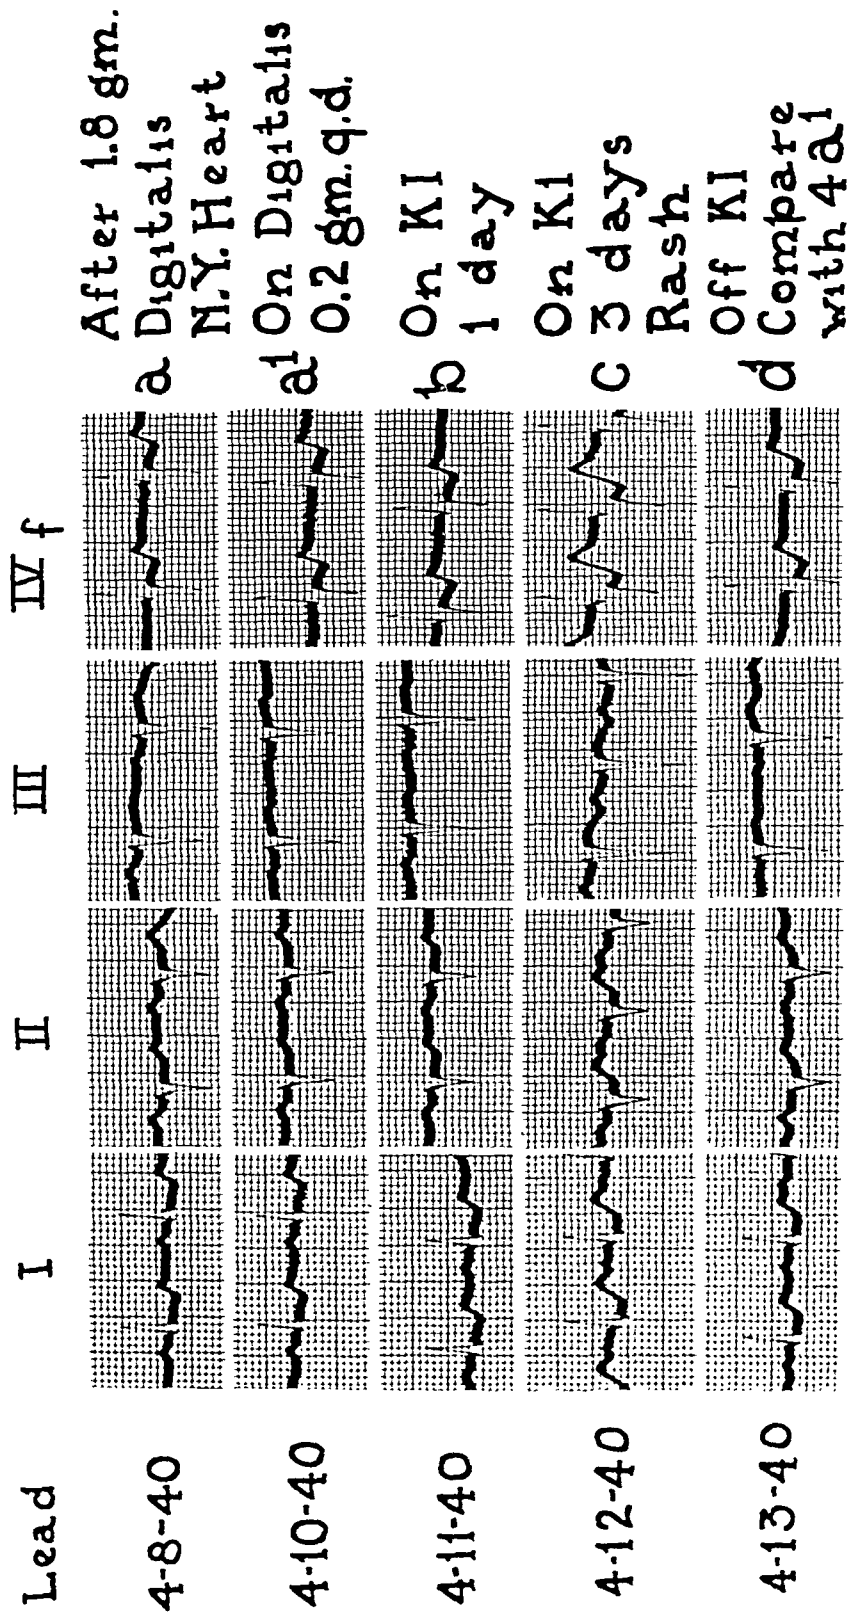 Lead I II III IV f
4-8-40 a After 1.8 gm.
Digitalis
N.Y. Heart
4-10-40 a1 On Digitalis
0.2 gm. q.d.
4-11-40 b On KI
1 day
4-12-40 c On KI
3 days
Rash
4-13-40 d Off KI
Compare
with 4a1